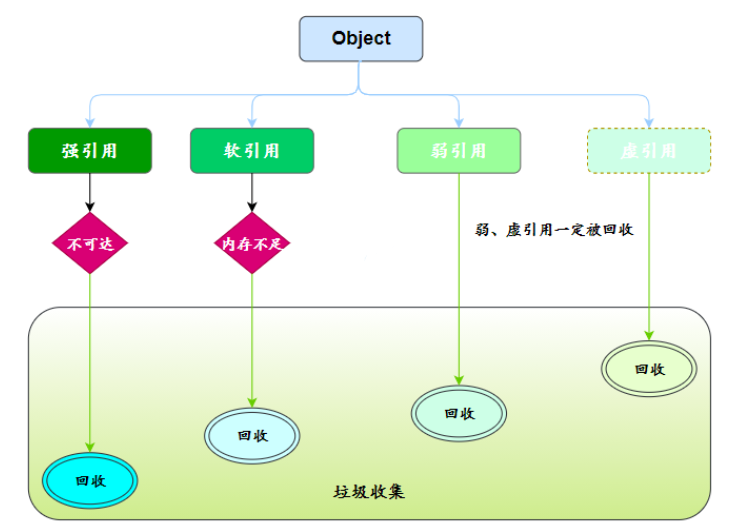 Object
强引用
软引用
弱引用
虚引用
不可达
内存不足
弱、虚引用一定被回收
回收
回收
回收
回收
垃圾收集